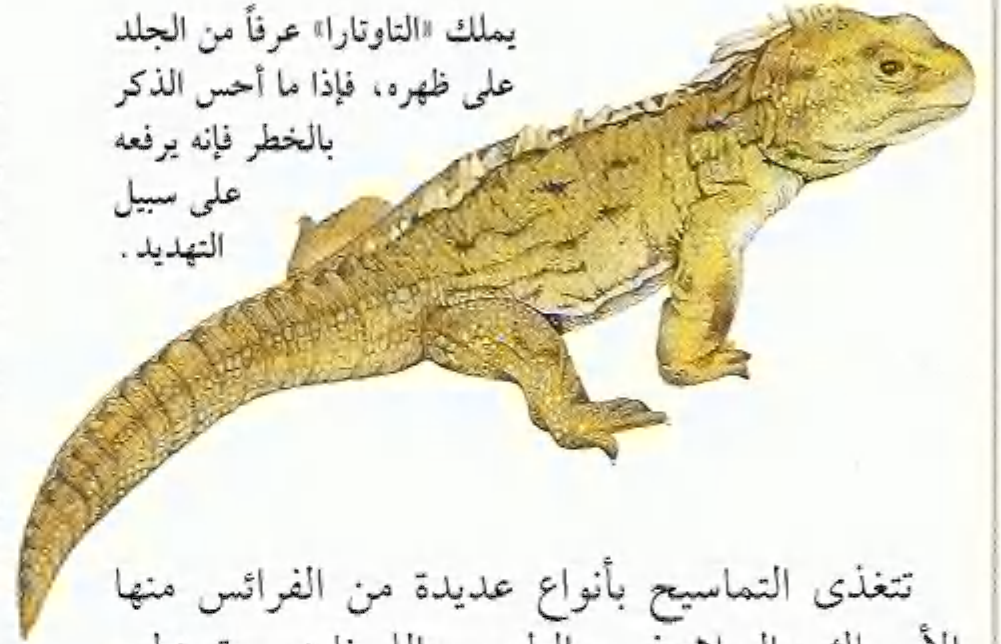 يملك «التاوتارا» عرفاً من الجلد
على ظهره، فإذا ما أحس الذكر
بالخطر فإنه يرفعه
على سبيل
التهديد.
تتغذى التماسيح بأنواع عديدة من الفرائس منها